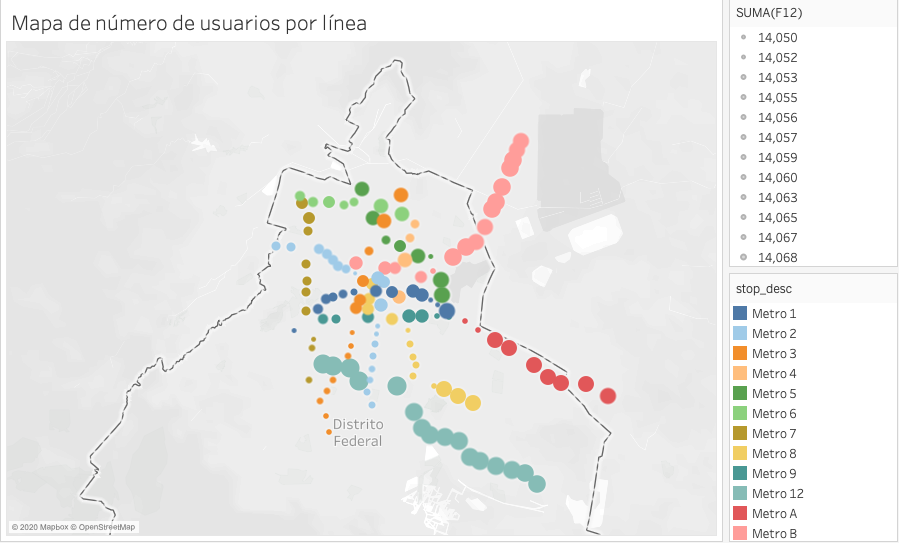 Mapa de número de usuarios por línea
SUMA(F12)
14,050
14,052
14,053
14,055
14,056
14,057
14,059
14,060
14,063
14,065
14,067
14,068
stop_desc
Metro 1
Metro 2
Metro 3
Metro 4
Metro 5
Metro 6
Metro 7
Metro 8
Metro 9
Metro 12
Metro A
Metro B
Distrito
Federal
© 2020 Mapbox © OpenStreetMap